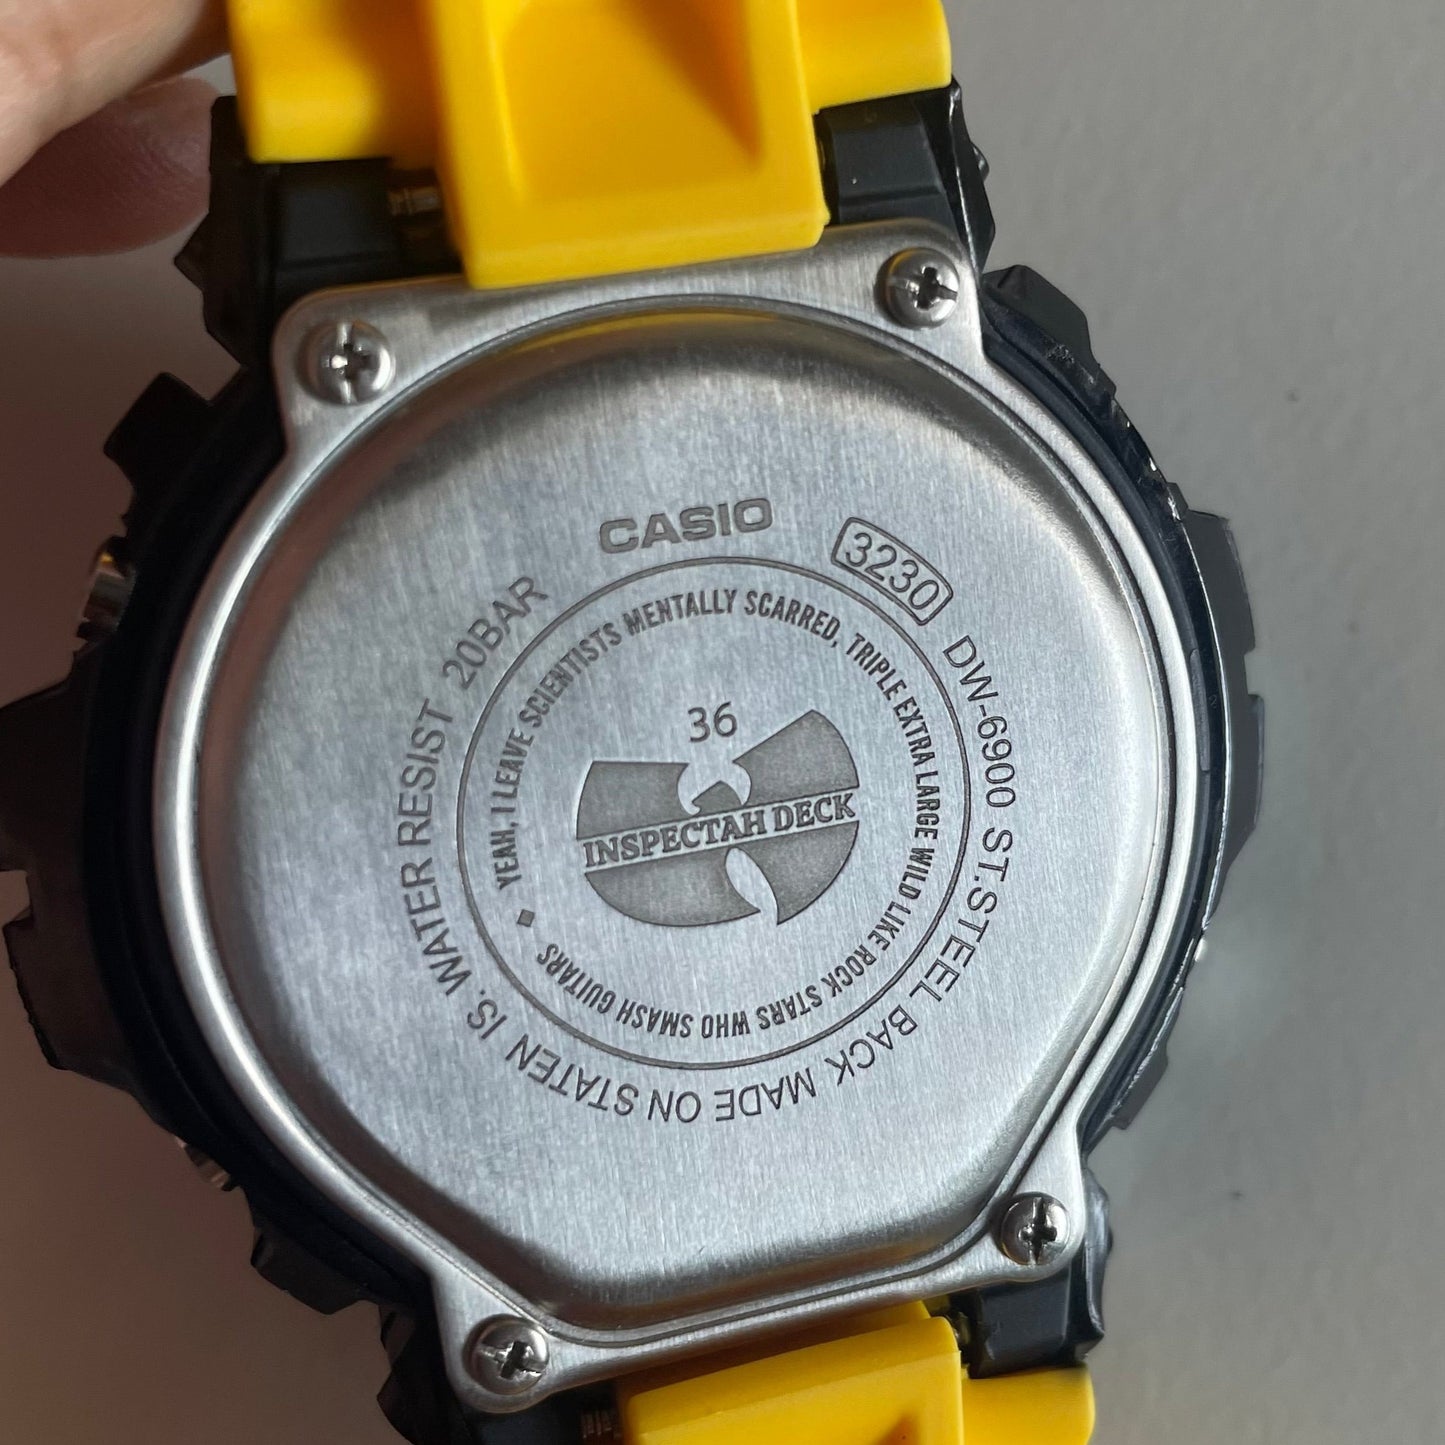 CASIO
3230
DW-6900 ST.STEEL BACK MADE ON STATEN IS. WATER RESIST 20BAR
YEAH, I LEAVE SCIENTISTS MENTALLY SCARRED, TRIPLE EXTRA LARGE WILD LIKE ROCK STARS WHO SMASH GUITARS
36
INSPECTAH DECK